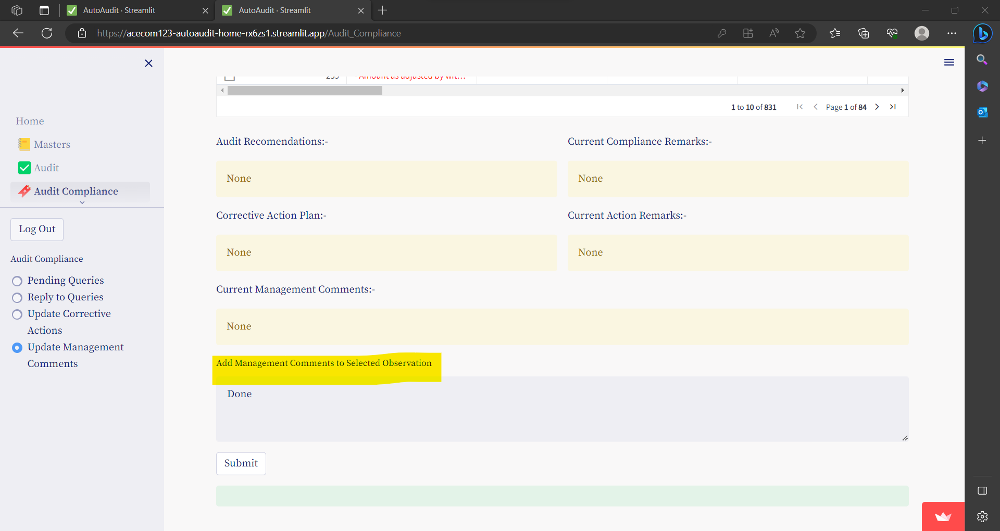 AutoAudit · Streamlit
AutoAudit · Streamlit
https://acecom123-autoaudit-home-rx6zs1.streamlit.app/Audit_Compliance
Home
Masters
Audit
Audit Compliance
Log Out
Audit Compliance
Pending Queries
Reply to Queries
Update Corrective
Actions
Update Management
Comments
Amount as adjusted by wit...
1 to 10 of 831
Page 1 of 84
Audit Recomendations:-
Current Compliance Remarks:-
None
None
Corrective Action Plan:-
Current Action Remarks:-
None
None
Current Management Comments:-
None
Add Management Comments to Selected Observation
Done
Submit